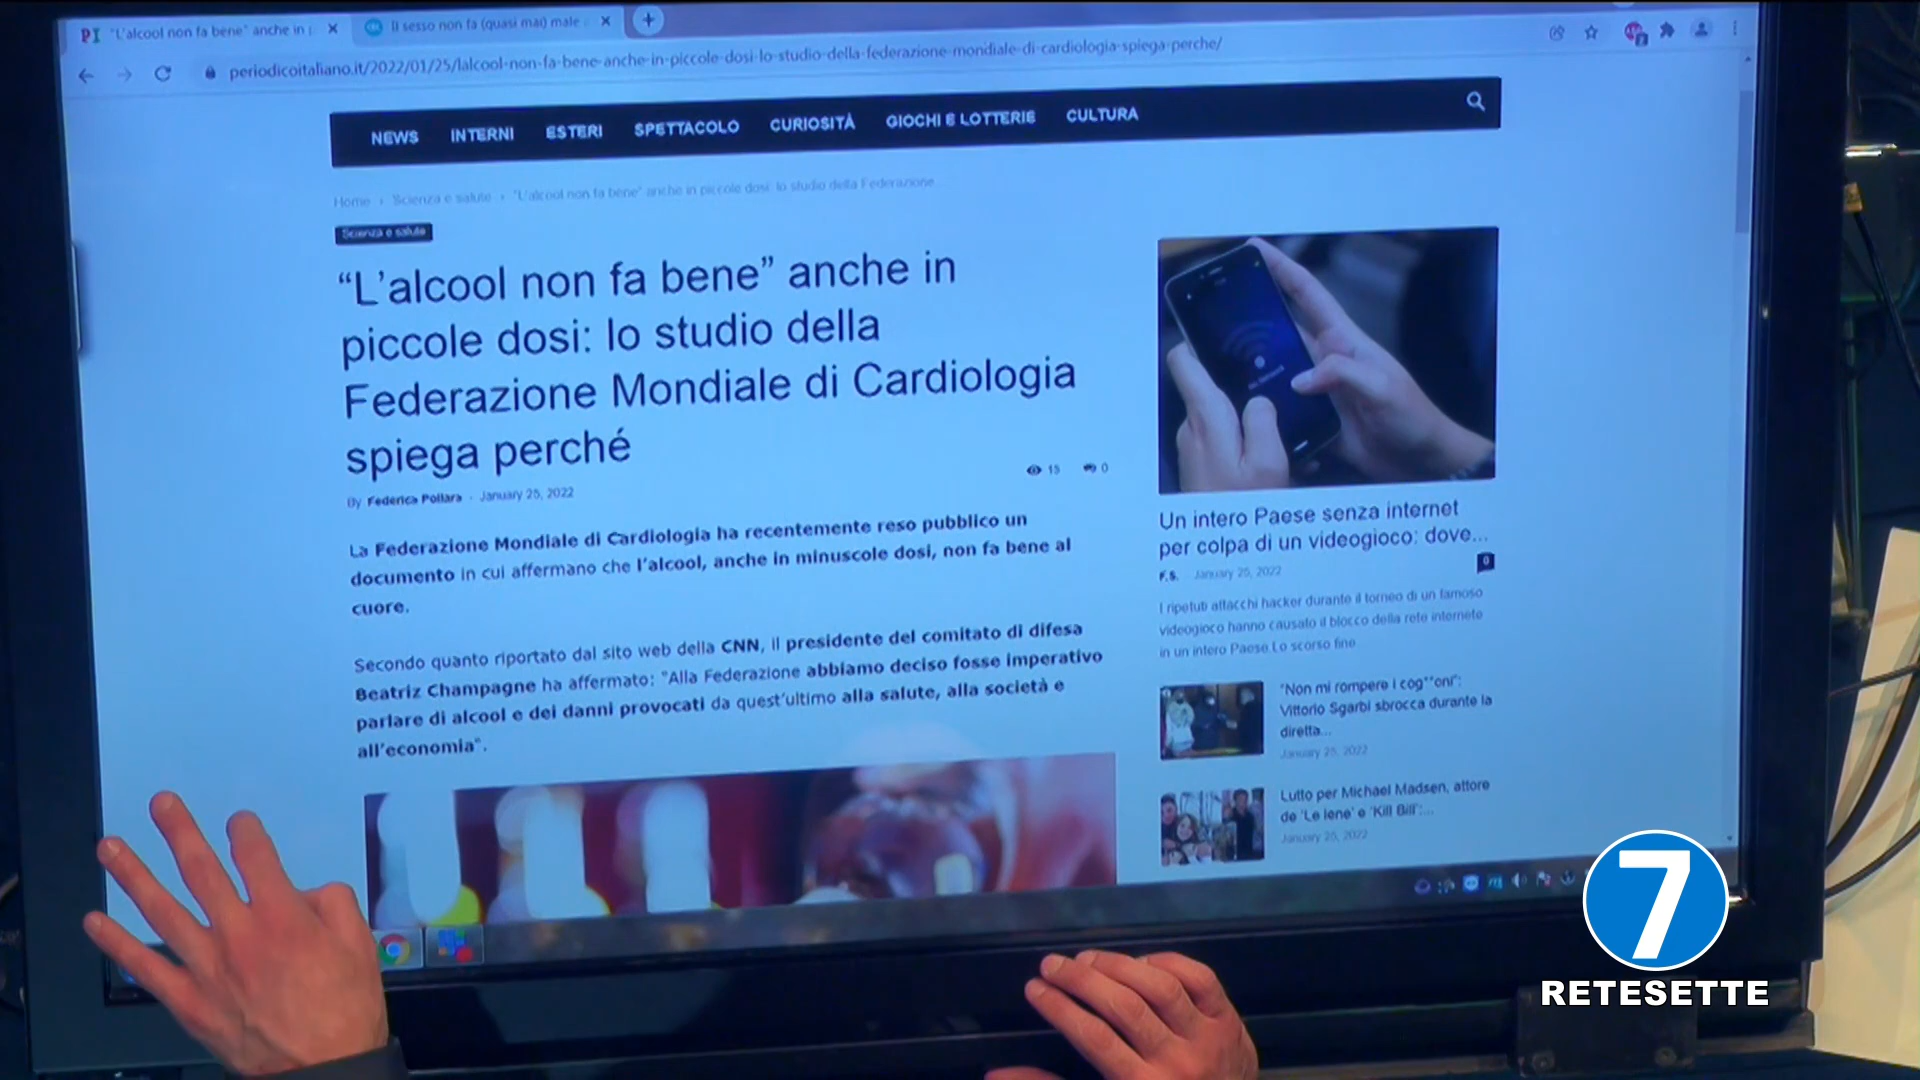 PI "L'alcool non fa bene" anche in
Il sesso non fa (quasi mai) male
periodicoitaliano.it/2022/01/25/lalcool-non-fa-bene-anche-in-piccole-dosi-lo-studio-della-federazione-mondiale-di-cardiologia-spiega-perche/
NEWS INTERNI ESTERI SPETTACOLO CURIOSITÀ GIOCHI E LOTTERIE CULTURA
Home › Scienza e salute › "L'alcool non fa bene" anche in piccole dosi: lo studio della Federazione...
Scienza e salute
“L’alcool non fa bene” anche in
piccole dosi: lo studio della
Federazione Mondiale di Cardiologia
spiega perché
By Federica Pollara - January 25, 2022
15 0
La Federazione Mondiale di Cardiologia ha recentemente reso pubblico un
documento in cui affermano che l’alcool, anche in minuscole dosi, non fa bene al
cuore.
Secondo quanto riportato dal sito web della CNN, il presidente del comitato di difesa
Beatriz Champagne ha affermato: "Alla Federazione abbiamo deciso fosse imperativo
parlare di alcool e dei danni provocati da quest’ultimo alla salute, alla società e
all’economia".
No Network
Un intero Paese senza internet
per colpa di un videogioco: dove...
F.S. January 25, 2022
0
I ripetuti attacchi hacker durante il torneo di un famoso
videogioco hanno causato il blocco della rete internete
in un intero Paese.Lo scorso fine
"Non mi rompere i cog**oni":
Vittorio Sgarbi sbrocca durante la
diretta...
January 25, 2022
Lutto per Michael Madsen, attore
de 'Le Iene' e 'Kill Bill':...
January 25, 2022
7
RETESETTE